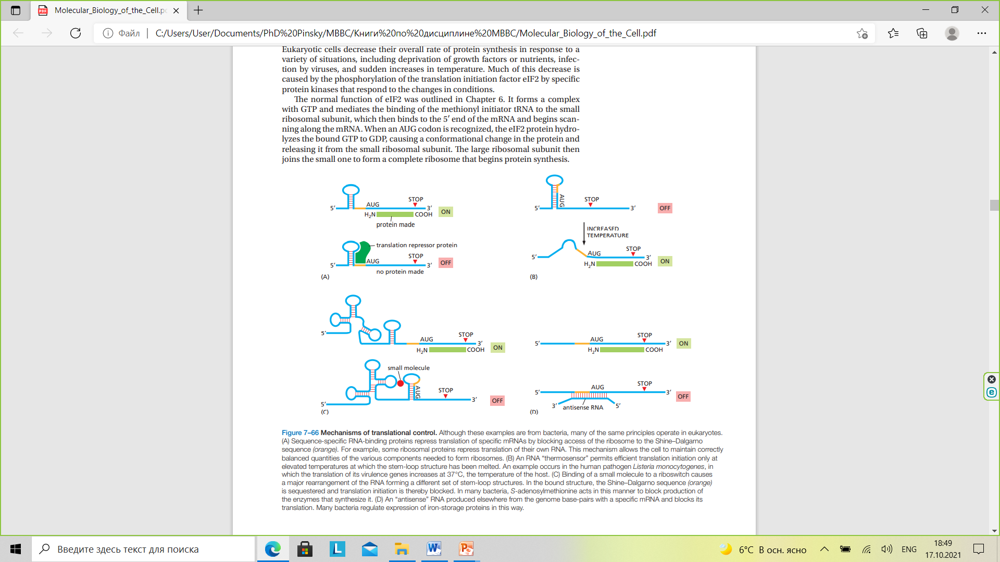 Molecular_Biology_of_the_Cell.pc
Файл
C:/Users/User/Documents/PhD%20Pinsky/MBBC/Книги%20по%20дисциплине%20MBBC/Molecular_Biology_of_the_Cell.pdf
Eukaryotic cells decrease their overall rate of protein synthesis in response to a
variety of situations, including deprivation of growth factors or nutrients, infec-
tion by viruses, and sudden increases in temperature. Much of this decrease is
caused by the phosphorylation of the translation initiation factor eIF2 by specific
protein kinases that respond to the changes in conditions.
The normal function of eIF2 was outlined in Chapter 6. It forms a complex
with GTP and mediates the binding of the methionyl initiator tRNA to the small
ribosomal subunit, which then binds to the 5′ end of the mRNA and begins scan-
ning along the mRNA. When an AUG codon is recognized, the eIF2 protein hydro-
lyzes the bound GTP to GDP, causing a conformational change in the protein and
releasing it from the small ribosomal subunit. The large ribosomal subunit then
joins the small one to form a complete ribosome that begins protein synthesis.
STOP
AUG
5′ 3′
H₂N COOH
ON
protein made
translation repressor protein
STOP
AUG
5′ 3′
OFF
no protein made
(A)
STOP
AUG
5′ 3′
OFF
INCREASED
TEMPERATURE
STOP
AUG
5′ 3′
H₂N COOH
ON
(B)
5′
STOP
AUG
3′
H₂N COOH
ON
small molecule
STOP
AUG
3′
OFF
5′
(C)
STOP
AUG
5′ 3′
ON
H₂N COOH
STOP
AUG
5′ 3′
OFF
3′ antisense RNA 5′
(D)
Figure 7–66 Mechanisms of translational control. Although these examples are from bacteria, many of the same principles operate in eukaryotes.
(A) Sequence-specific RNA-binding proteins repress translation of specific mRNAs by blocking access of the ribosome to the Shine–Dalgarno
sequence (orange). For example, some ribosomal proteins repress translation of their own RNA. This mechanism allows the cell to maintain correctly
balanced quantities of the various components needed to form ribosomes. (B) An RNA “thermosensor” permits efficient translation initiation only at
elevated temperatures at which the stem-loop structure has been melted. An example occurs in the human pathogen Listeria monocytogenes, in
which the translation of its virulence genes increases at 37°C, the temperature of the host. (C) Binding of a small molecule to a riboswitch causes
a major rearrangement of the RNA forming a different set of stem-loop structures. In the bound structure, the Shine–Dalgarno sequence (orange)
is sequestered and translation initiation is thereby blocked. In many bacteria, S-adenosylmethionine acts in this manner to block production of
the enzymes that synthesize it. (D) An “antisense” RNA produced elsewhere from the genome base-pairs with a specific mRNA and blocks its
translation. Many bacteria regulate expression of iron-storage proteins in this way.
Введите здесь текст для поиска
6°C В осн. ясно
ENG
18:49
17.10.2021